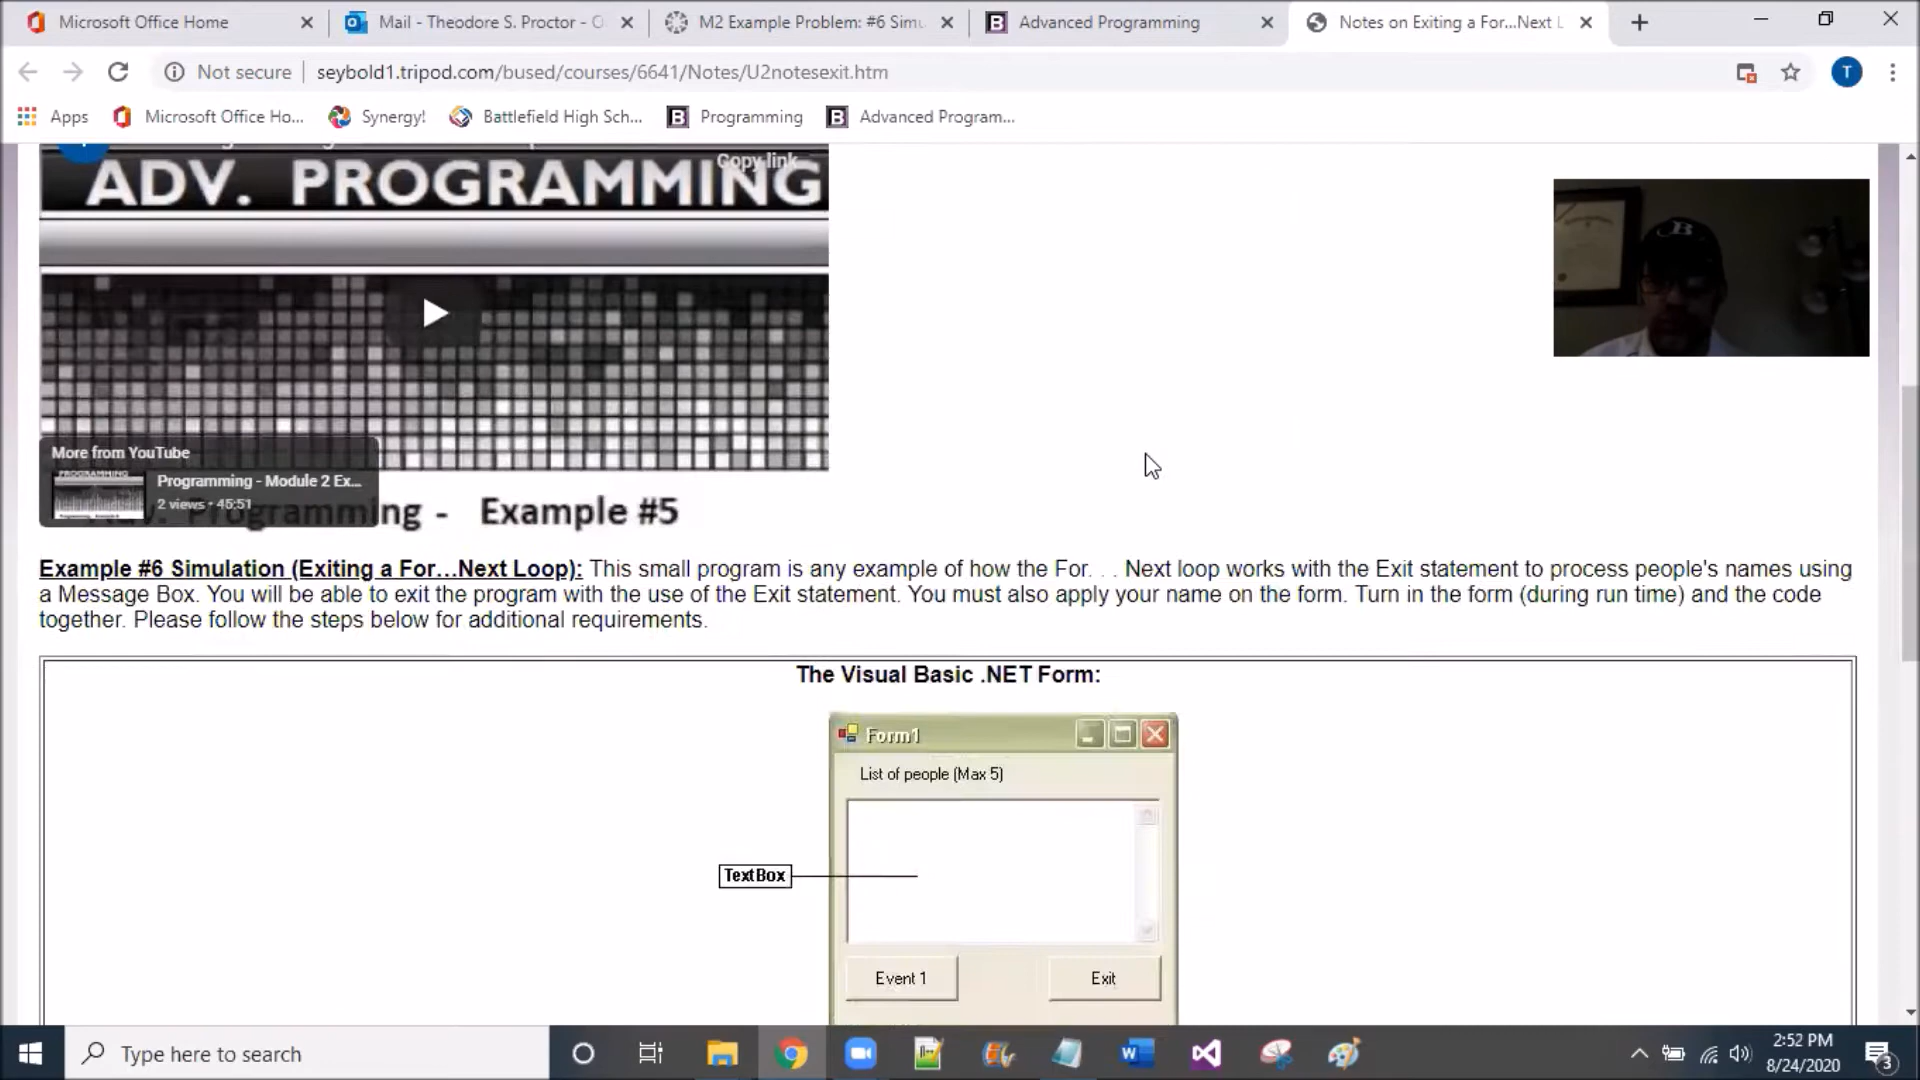 Microsoft Office Home
Mail - Theodore S. Proctor - O
M2 Example Problem: #6 Simu
Advanced Programming
Notes on Exiting a For...Next L
Not secure
seybold1.tripod.com/bused/courses/6641/Notes/U2notesexit.htm
T
Apps
Microsoft Office Ho...
Synergy!
Battlefield High Sch...
B
Programming
B
Advanced Program...
Copy link
ADV. PROGRAMMING
B
More from YouTube
Programming - Module 2 Ex...
2 views • 45:51
Programming - Example #5
Example #6 Simulation (Exiting a For...Next Loop): This small program is any example of how the For. . . Next loop works with the Exit statement to process people's names using
a Message Box. You will be able to exit the program with the use of the Exit statement. You must also apply your name on the form. Turn in the form (during run time) and the code
together. Please follow the steps below for additional requirements.
The Visual Basic .NET Form:
Form1
List of people (Max 5)
TextBox
Event 1
Exit
Type here to search
2:52 PM
8/24/2020
3